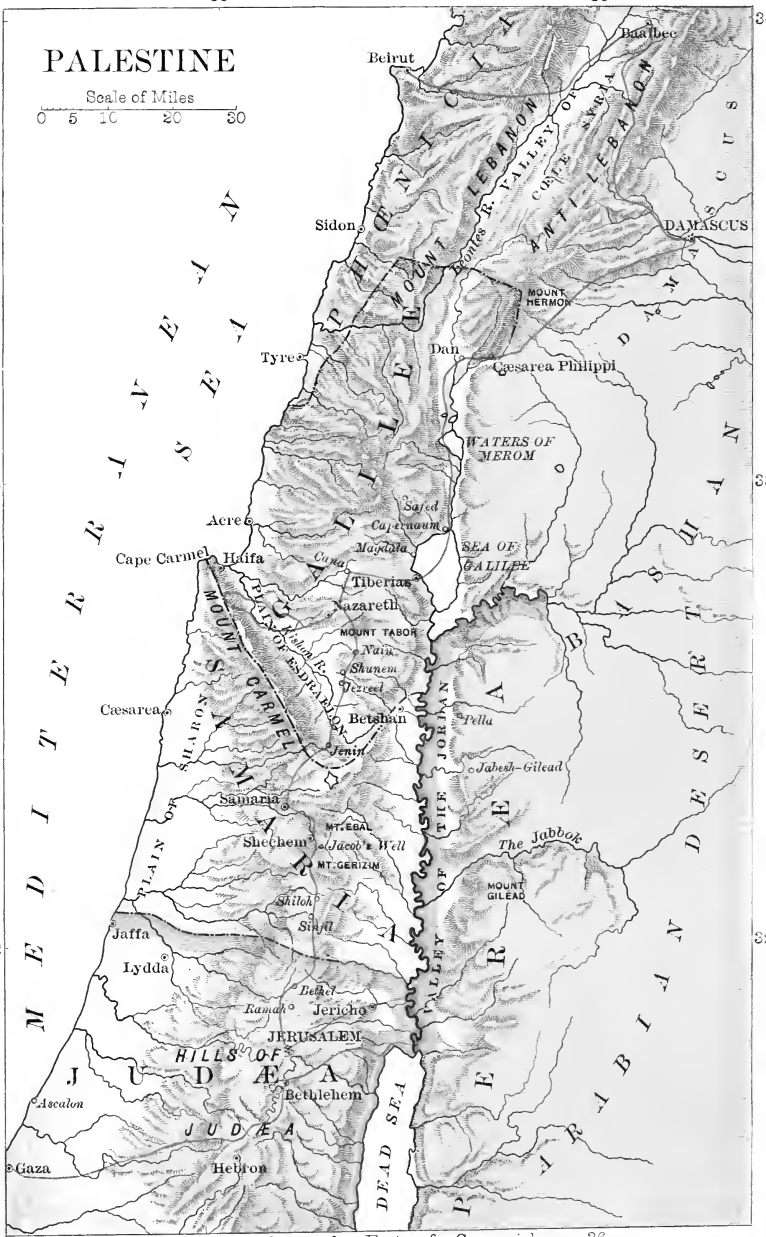 PALESTINE
Scale of Miles
0 5 10 20 30
Baalbec
Beirut
PHŒNICIA
MOUNT LEBANON
Leontes R.
VALLEY OF
CŒLE SYRIA
ANTI-LEBANON
Sidon
DAMASCUS
DAMASCUS
MOUNT
HERMON
MEDITERRANEAN
SEA
Tyre
Dan
Cæsarea Philippi
GALILEE
WATERS OF
MEROM
BASHAN
Safed
Acre
Capernaum
Cape Carmel
Haifa
Cana
Magdala
SEA OF
GALILEE
Tiberias
Nazareth
MOUNT TABOR
PLAIN OF ESDRAELON
Kishon R.
MOUNT CARMEL
Nain
Shunem
Jezreel
Cæsarea
Betshan
Pella
Jenin
Jabesh-Gilead
PLAIN OF SHARON
SAMARIA
Samaria
MT. EBAL
Shechem
Jacob's Well
MT. GERIZIM
The Jabbok
MOUNT
GILEAD
VALLEY OF THE JORDAN
PERÆA
ARABIAN DESERT
Shiloh
Sinjil
Jaffa
Lydda
Bethel
Ramah
Jericho
JERUSALEM
HILLS OF
JUDÆA
JUDÆA
Ascalon
Bethlehem
Gaza
Hebron
DEAD SEA